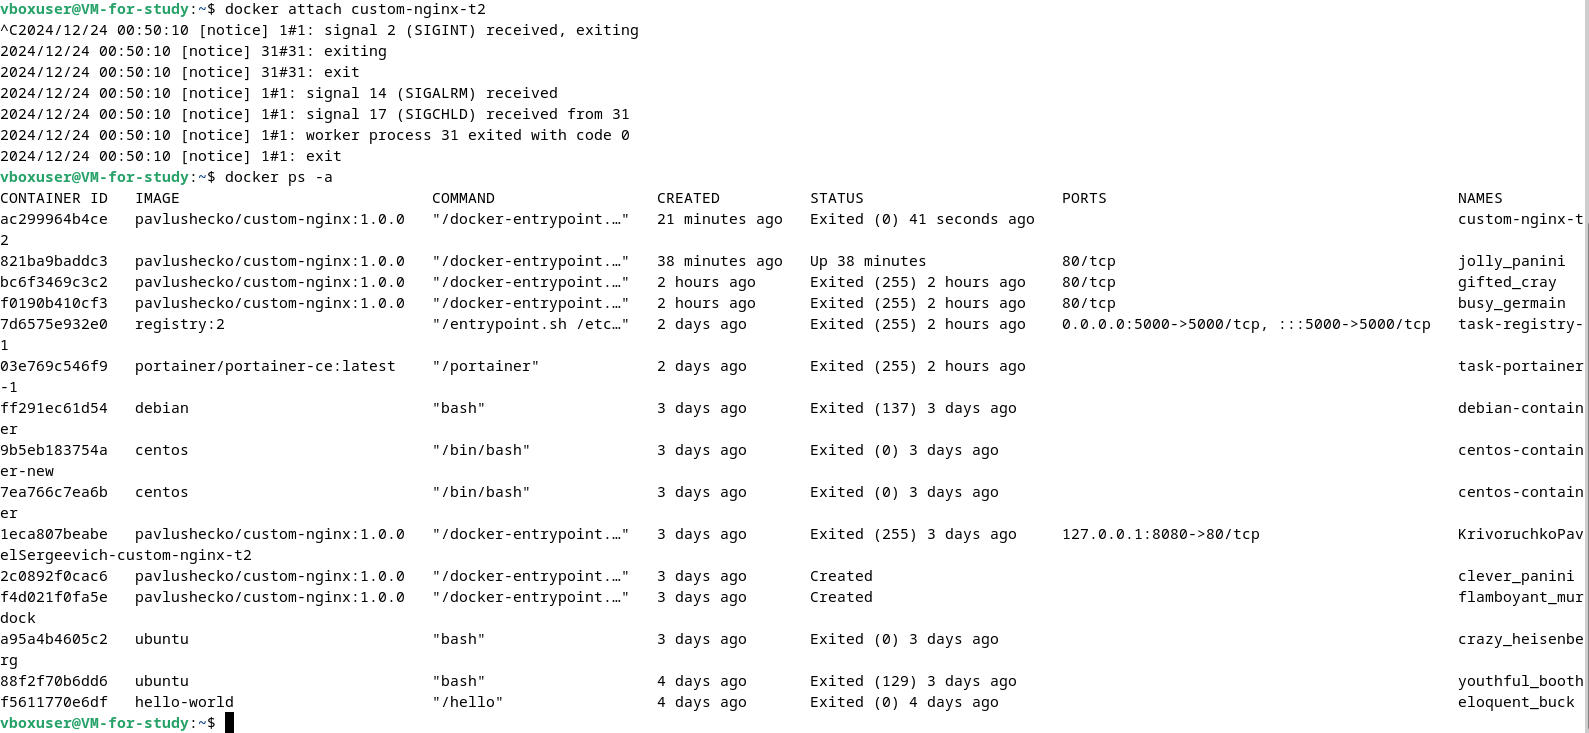 vboxuser@VM-for-study:~$ docker attach custom-nginx-t2
^C2024/12/24 00:50:10 [notice] 1#1: signal 2 (SIGINT) received, exiting
2024/12/24 00:50:10 [notice] 31#31: exiting
2024/12/24 00:50:10 [notice] 31#31: exit
2024/12/24 00:50:10 [notice] 1#1: signal 14 (SIGALRM) received
2024/12/24 00:50:10 [notice] 1#1: signal 17 (SIGCHLD) received from 31
2024/12/24 00:50:10 [notice] 1#1: worker process 31 exited with code 0
2024/12/24 00:50:10 [notice] 1#1: exit
vboxuser@VM-for-study:~$ docker ps -a
CONTAINER ID   IMAGE                          COMMAND                  CREATED          STATUS                      PORTS                                       NAMES
ac299964b4ce   pavlushecko/custom-nginx:1.0.0   "/docker-entrypoint.…"   21 minutes ago   Exited (0) 41 seconds ago                                               custom-nginx-t
2
821ba9baddc3   pavlushecko/custom-nginx:1.0.0   "/docker-entrypoint.…"   38 minutes ago   Up 38 minutes               80/tcp                                      jolly_panini
bc6f3469c3c2   pavlushecko/custom-nginx:1.0.0   "/docker-entrypoint.…"   2 hours ago      Exited (255) 2 hours ago    80/tcp                                      gifted_cray
f0190b410cf3   pavlushecko/custom-nginx:1.0.0   "/docker-entrypoint.…"   2 hours ago      Exited (255) 2 hours ago    80/tcp                                      busy_germain
7d6575e932e0   registry:2                       "/entrypoint.sh /etc…"   2 days ago       Exited (255) 2 hours ago    0.0.0.0:5000->5000/tcp, :::5000->5000/tcp   task-registry-
1
03e769c546f9   portainer/portainer-ce:latest    "/portainer"             2 days ago       Exited (255) 2 hours ago                                                task-portainer
-1
ff291ec61d54   debian                           "bash"                   3 days ago       Exited (137) 3 days ago                                                 debian-contain
er
9b5eb183754a   centos                           "/bin/bash"              3 days ago       Exited (0) 3 days ago                                                   centos-contain
er-new
7ea766c7ea6b   centos                           "/bin/bash"              3 days ago       Exited (0) 3 days ago                                                   centos-contain
er
1eca807beabe   pavlushecko/custom-nginx:1.0.0   "/docker-entrypoint.…"   3 days ago       Exited (255) 3 days ago     127.0.0.1:8080->80/tcp                      KrivoruchkoPav
elSergeevich-custom-nginx-t2
2c0892f0cac6   pavlushecko/custom-nginx:1.0.0   "/docker-entrypoint.…"   3 days ago       Created                                                                 clever_panini
f4d021f0fa5e   pavlushecko/custom-nginx:1.0.0   "/docker-entrypoint.…"   3 days ago       Created                                                                 flamboyant_mur
dock
a95a4b4605c2   ubuntu                           "bash"                   3 days ago       Exited (0) 3 days ago                                                   crazy_heisenbe
rg
88f2f70b6dd6   ubuntu                           "bash"                   4 days ago       Exited (129) 3 days ago                                                 youthful_booth
f5611770e6df   hello-world                      "/hello"                 4 days ago       Exited (0) 4 days ago                                                   eloquent_buck
vboxuser@VM-for-study:~$